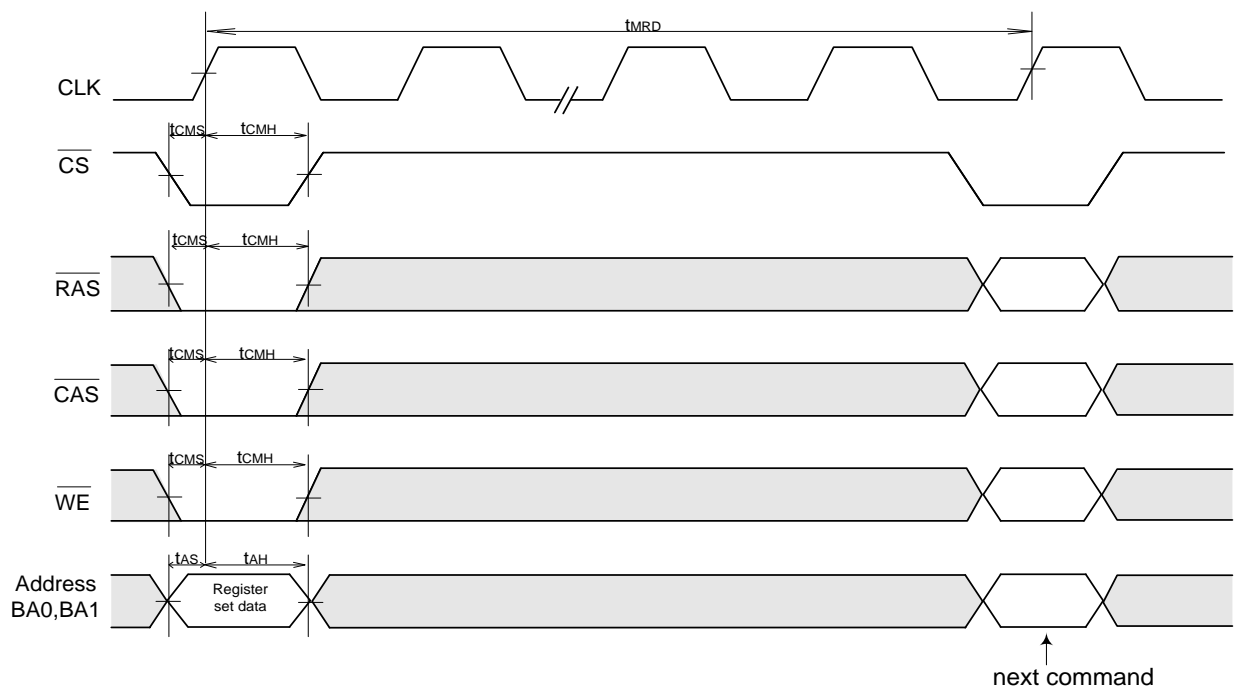 tMRD
CLK
tCMS tCMH
CS
tCMS tCMH
RAS
tCMS tCMH
CAS
tCMS tCMH
WE
tAS tAH
Address
BA0,BA1
Register
set data
next command